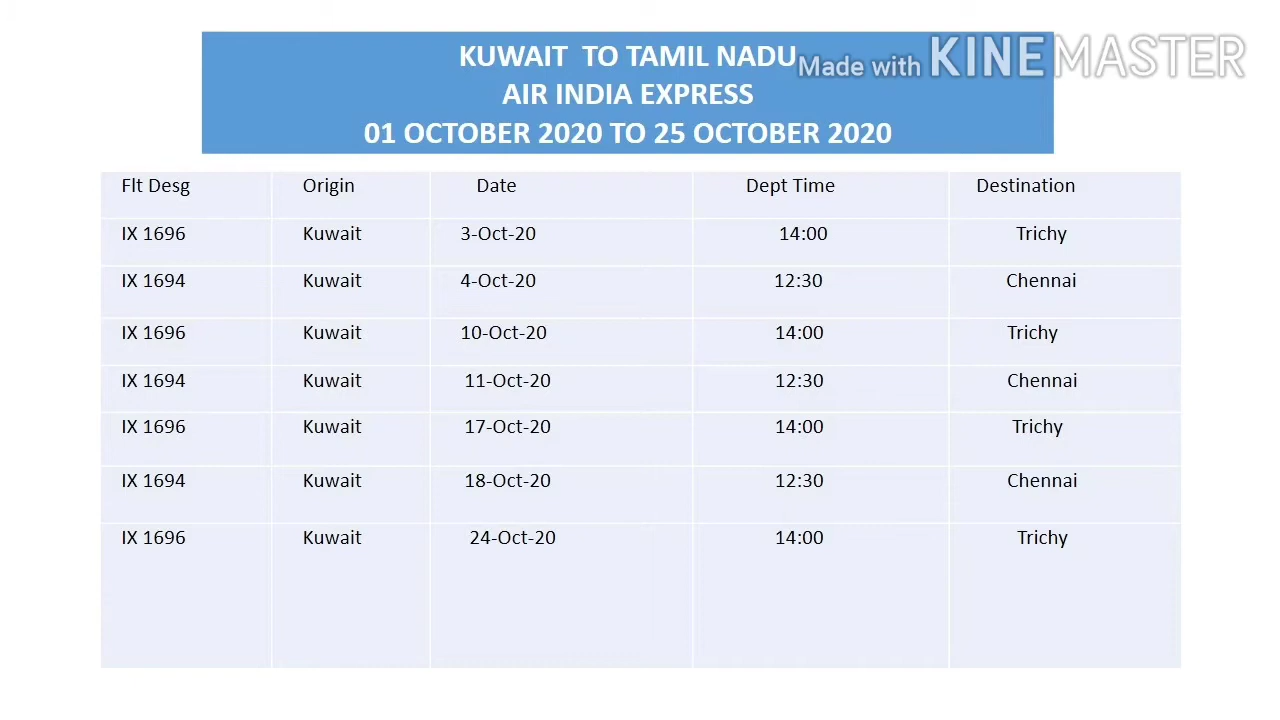 KUWAIT TO TAMIL NADU
Made with KINEMASTER
AIR INDIA EXPRESS
01 OCTOBER 2020 TO 25 OCTOBER 2020
Flt Desg Origin Date Dept Time Destination
IX 1696 Kuwait 3-Oct-20 14:00 Trichy
IX 1694 Kuwait 4-Oct-20 12:30 Chennai
IX 1696 Kuwait 10-Oct-20 14:00 Trichy
IX 1694 Kuwait 11-Oct-20 12:30 Chennai
IX 1696 Kuwait 17-Oct-20 14:00 Trichy
IX 1694 Kuwait 18-Oct-20 12:30 Chennai
IX 1696 Kuwait 24-Oct-20 14:00 Trichy